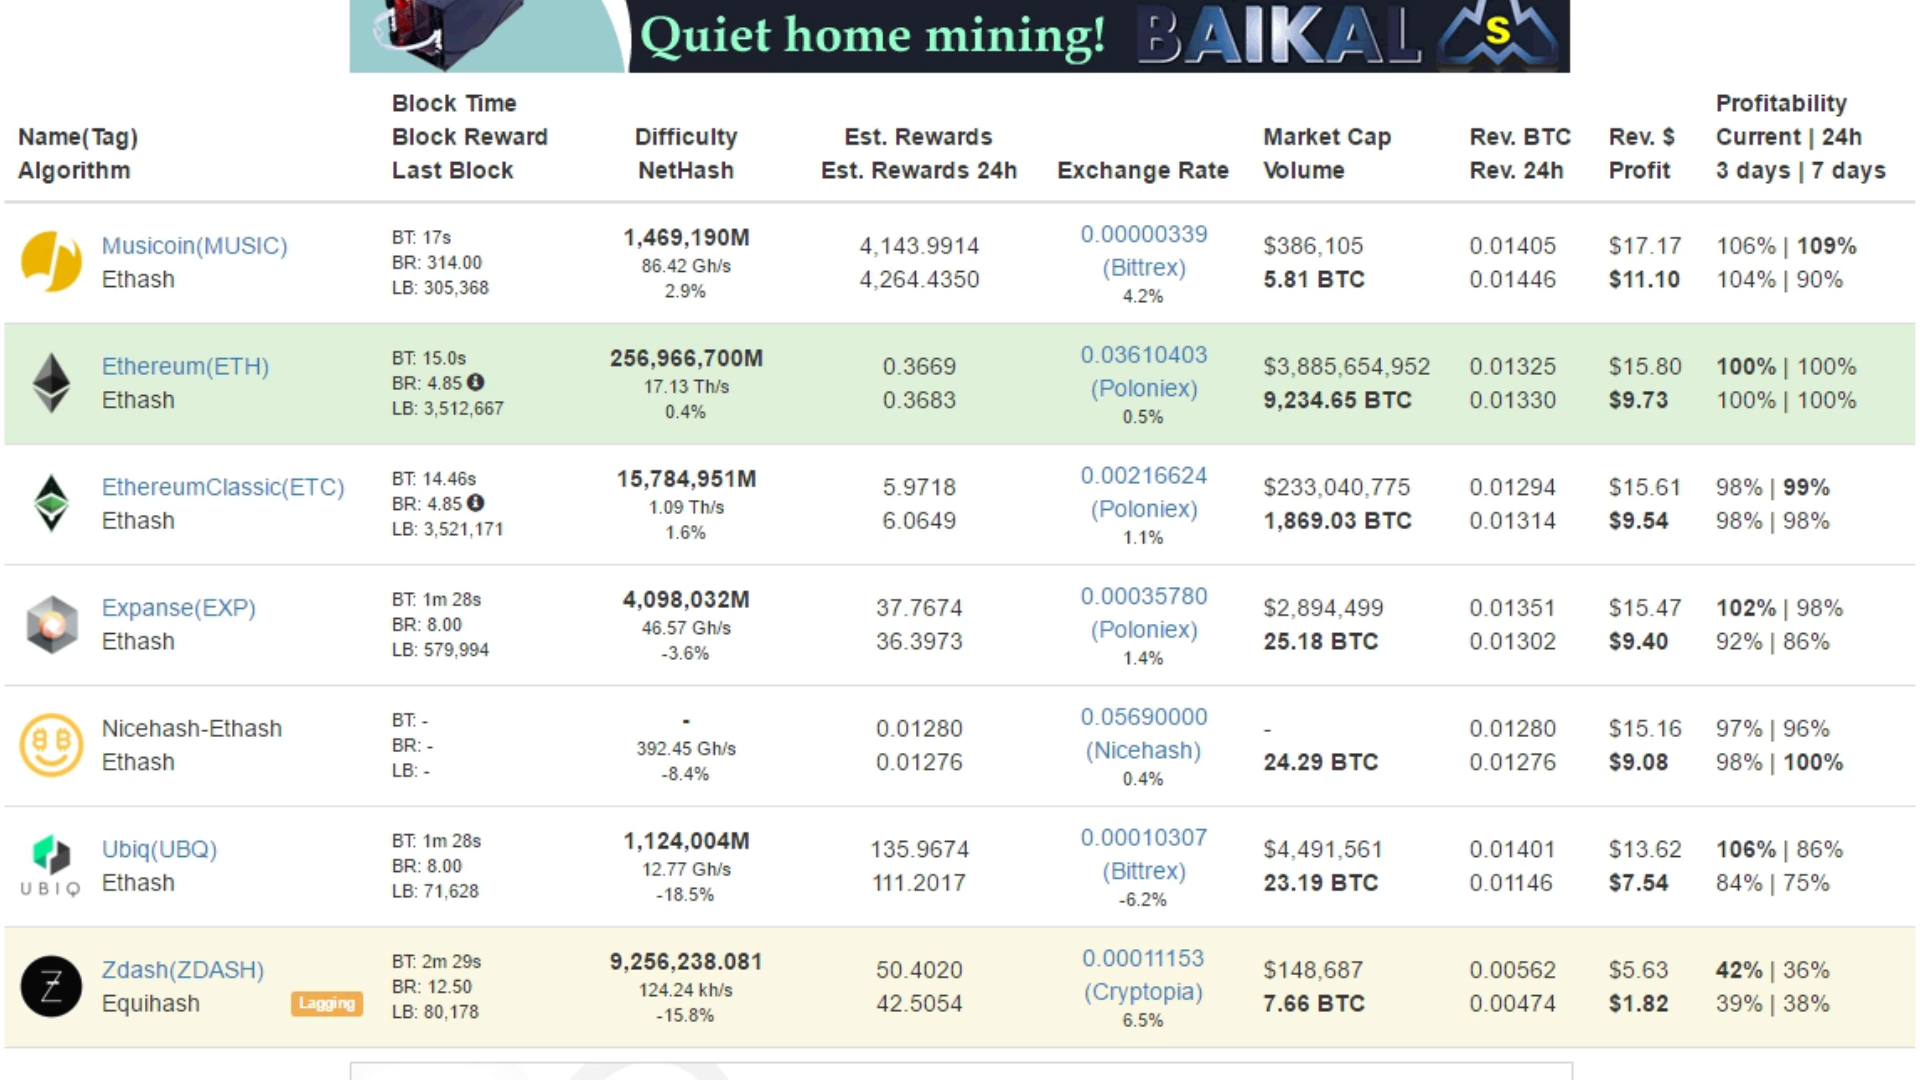 Quiet home mining! BAIKAL
S
Name(Tag)
Algorithm
Block Time
Block Reward
Last Block
Difficulty
NetHash
Est. Rewards
Est. Rewards 24h
Exchange Rate
Market Cap
Volume
Rev. BTC
Rev. 24h
Rev. $
Profit
Profitability
Current | 24h
3 days | 7 days
Musicoin(MUSIC)
Ethash
BT: 17s
BR: 314.00
LB: 305,368
1,469,190M
86.42 Gh/s
2.9%
4,143.9914
4,264.4350
0.00000339
(Bittrex)
4.2%
$386,105
5.81 BTC
0.01405
0.01446
$17.17
$11.10
106% | 109%
104% | 90%
Ethereum(ETH)
Ethash
BT: 15.0s
BR: 4.85
LB: 3,512,667
256,966,700M
17.13 Th/s
0.4%
0.3669
0.3683
0.03610403
(Poloniex)
0.5%
$3,885,654,952
9,234.65 BTC
0.01325
0.01330
$15.80
$9.73
100% | 100%
100% | 100%
EthereumClassic(ETC)
Ethash
BT: 14.46s
BR: 4.85
LB: 3,521,171
15,784,951M
1.09 Th/s
1.6%
5.9718
6.0649
0.00216624
(Poloniex)
1.1%
$233,040,775
1,869.03 BTC
0.01294
0.01314
$15.61
$9.54
98% | 99%
98% | 98%
Expanse(EXP)
Ethash
BT: 1m 28s
BR: 8.00
LB: 579,994
4,098,032M
46.57 Gh/s
-3.6%
37.7674
36.3973
0.00035780
(Poloniex)
1.4%
$2,894,499
25.18 BTC
0.01351
0.01302
$15.47
$9.40
102% | 98%
92% | 86%
Nicehash-Ethash
Ethash
BT: -
BR: -
LB: -
-
392.45 Gh/s
-8.4%
0.01280
0.01276
0.05690000
(Nicehash)
0.4%
-
24.29 BTC
0.01280
0.01276
$15.16
$9.08
97% | 96%
98% | 100%
UBIQ
Ubiq(UBQ)
Ethash
BT: 1m 28s
BR: 8.00
LB: 71,628
1,124,004M
12.77 Gh/s
-18.5%
135.9674
111.2017
0.00010307
(Bittrex)
-6.2%
$4,491,561
23.19 BTC
0.01401
0.01146
$13.62
$7.54
106% | 86%
84% | 75%
Zdash(ZDASH)
Equihash
Lagging
BT: 2m 29s
BR: 12.50
LB: 80,178
9,256,238.081
124.24 kh/s
-15.8%
50.4020
42.5054
0.00011153
(Cryptopia)
6.5%
$148,687
7.66 BTC
0.00562
0.00474
$5.63
$1.82
42% | 36%
39% | 38%